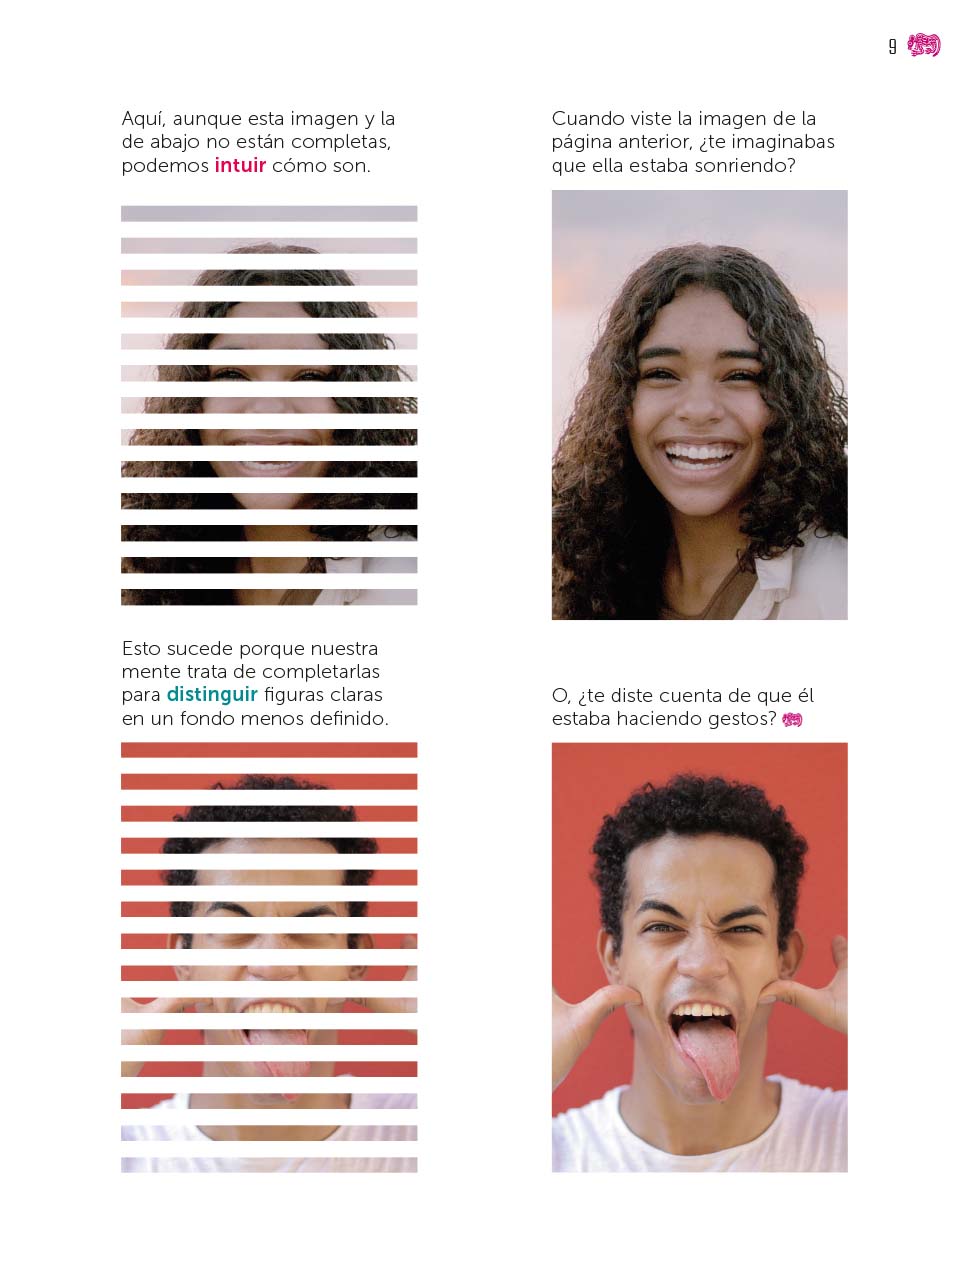 9
Aquí, aunque esta imagen y la
de abajo no están completas,
podemos intuir cómo son.
Esto sucede porque nuestra
mente trata de completarlas
para distinguir figuras claras
en un fondo menos definido.
Cuando viste la imagen de la
página anterior, ¿te imaginabas
que ella estaba sonriendo?
O, ¿te diste cuenta de que él
estaba haciendo gestos?